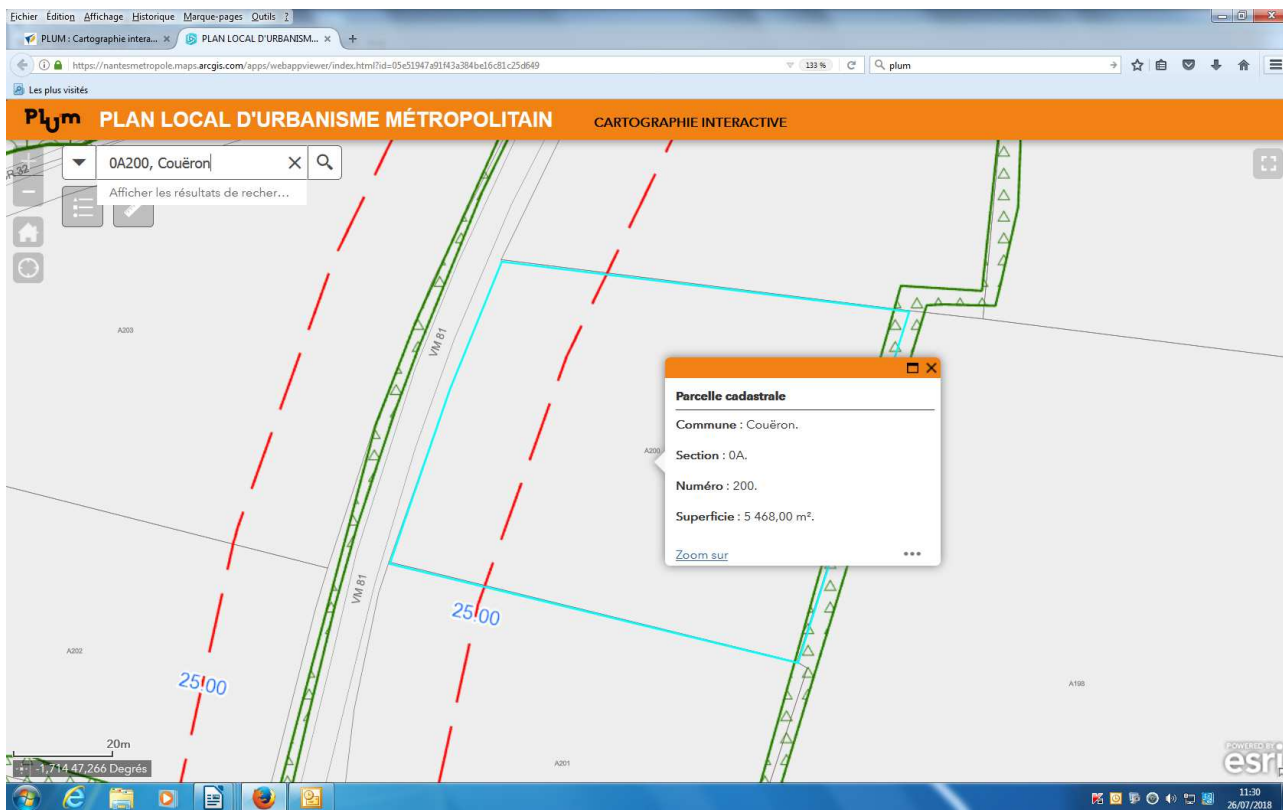 Eichier Édition Affichage Historique Marque-pages Outils ?
PLUM : Cartographie intera... × PLAN LOCAL D'URBANISM... × +
https://nantesmetropole.maps.arcgis.com/apps/webappviewer/index.html?id=05e51947a91f43a384be16c81c25d649 133 % plum
Les plus visités
PLUM PLAN LOCAL D'URBANISME MÉTROPOLITAIN CARTOGRAPHIE INTERACTIVE
0A200, Couëron
Afficher les résultats de recher...
A203
VM 81
A200
Parcelle cadastrale
Commune : Couëron.
Section : 0A.
Numéro : 200.
Superficie : 5 468,00 m².
Zoom sur
VM 81
25.00
A202
25.00
A198
20m
A201
-1,714 47,266 Degrés
POWERED BY
esri
11:30
26/07/2018